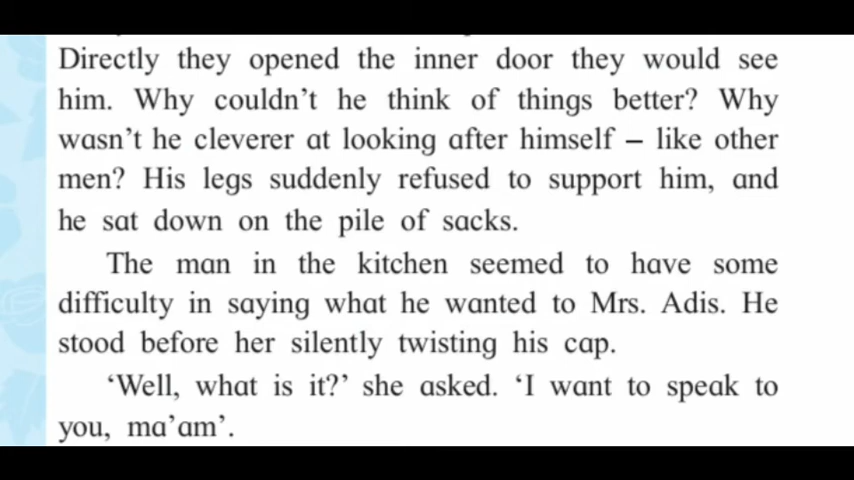 Directly they opened the inner door they would see
him. Why couldn't he think of things better? Why
wasn't he cleverer at looking after himself – like other
men? His legs suddenly refused to support him, and
he sat down on the pile of sacks.
The man in the kitchen seemed to have some
difficulty in saying what he wanted to Mrs. Adis. He
stood before her silently twisting his cap.
‘Well, what is it?’ she asked. ‘I want to speak to
you, ma’am’.